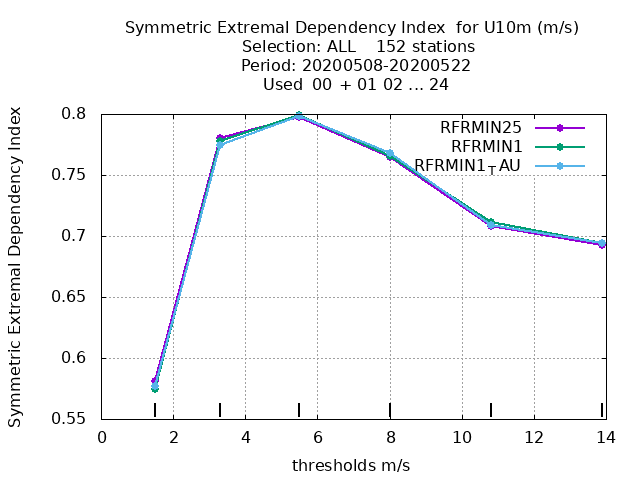 Symmetric Extremal Dependency Index  for U10m (m/s)
Selection: ALL    152 stations
Period: 20200508-20200522
Used  00 + 01 02 ... 24
Symmetric Extremal Dependency Index
0.8
0.75
0.7
0.65
0.6
0.55
RFRMIN25
RFRMIN1
RFRMIN1TAU
0 2 4 6 8 10 12 14
thresholds m/s